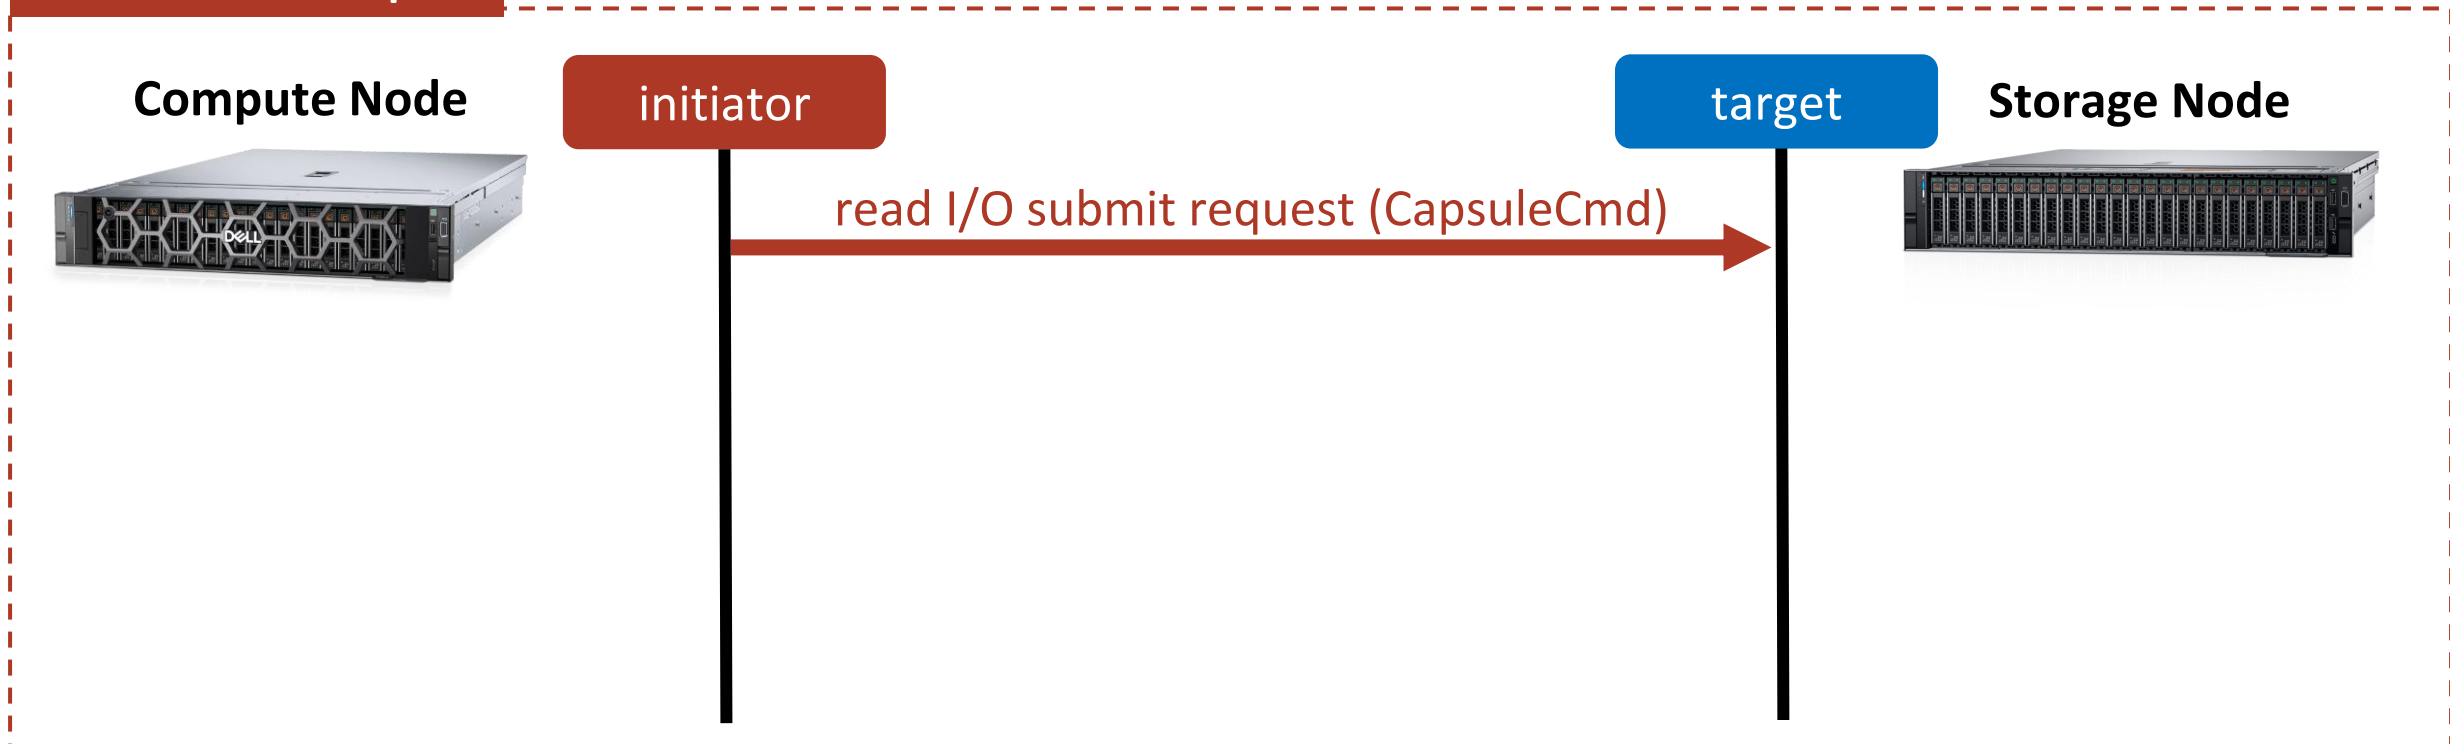 Compute Node
initiator
target
Storage Node
read I/O submit request (CapsuleCmd)
DELL